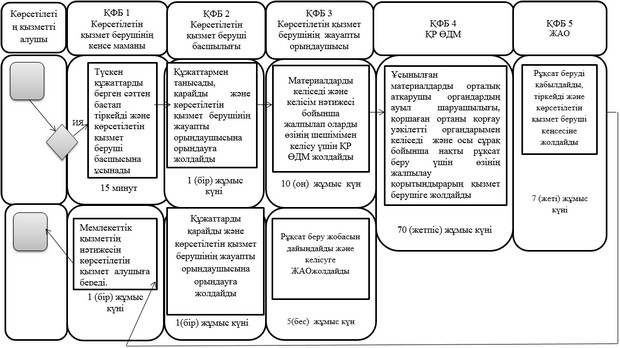 Көрсетілеті
ң қызметті
алушы
ҚФБ 1
Көрсетілетін
қызмет берушінің
кенсе маманы
ҚФБ 2
Көрсетілетін
қызмет беруші
басшылығы
ҚФБ 3
Көрсетілетін қызмет
берушінің жауапты
орындаушысы
ҚФБ 4
ҚР ӨДМ
ҚФБ 5
ЖАО
ИЯ
Түскен
құжаттарды
берген сәттен
бастап
тіркейді және
көрсетілетін
қызмет
беруші
басшысына
ұсынады
15 минут
Құжаттармен
танысады,
қарайды және
көрсетілетін
қызмет берушінің
жауапты
орындаушысына
орындауға
жолдайды
1 (бір) жұмыс
күні
Материалдарды
келіседі және
келісім нәтижесі
бойынша
жалпылап оларды
өзінің шешімімен
келісу үшін ҚР
ӨДМ жолдайды
10 (он) жұмыс күн
Ұсынылған
материалдарды орталық
атқарушы органдардың
ауыл шаруашылығы,
қоршаған ортаны қорғау
уәкілетті органдарымен
келіседі және осы сұрақ
бойынша нақты рұқсат
беру үшін өзінің
жалпылау
қорытындырарың қызмет
берушіге жолдайды
70 (жетпіс) жұмыс күні
Рұқсат беруді
қабылдайды,
тіркейді және
көрсетілетін
қызмет беруші
кенсесіне
жолдайды
7 (жеті) жұмыс
күні
Мемлекеттік
қызметтің
нәтижесін
көрсетілетін
қызмет алушыға
береді.
1 (бір) жұмыс
күні
Құжаттарды
қарайды және
көрсетілетін қызмет
берушінің жауапты
орындаушысына
орындауға
жолдайды
1(бір) жұмыс күні
Рұқсат беру жобасын
дайындайды және
келісуге
ЖАОжолдайды
5(бес) жұмыс күн